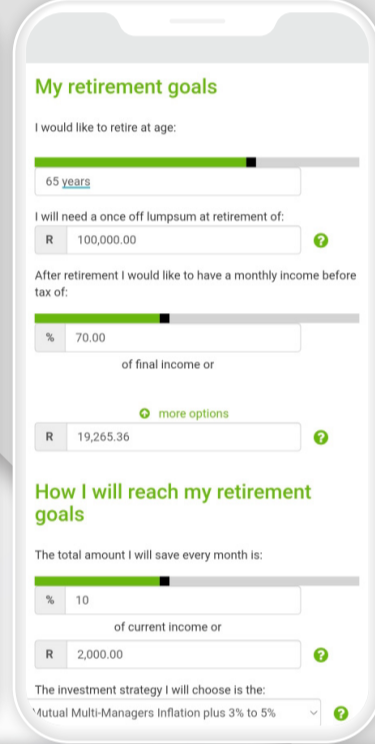 My retirement goals
I would like to retire at age:
65 years
I will need a once off lumpsum at retirement of:
R 100,000.00
After retirement I would like to have a monthly income before
tax of:
% 70.00
of final income or
more options
R 19,265.36
How I will reach my retirement
goals
The total amount I will save every month is:
% 10
of current income or
R 2,000.00
The investment strategy I will choose is the:
Mutual Multi-Managers Inflation plus 3% to 5%